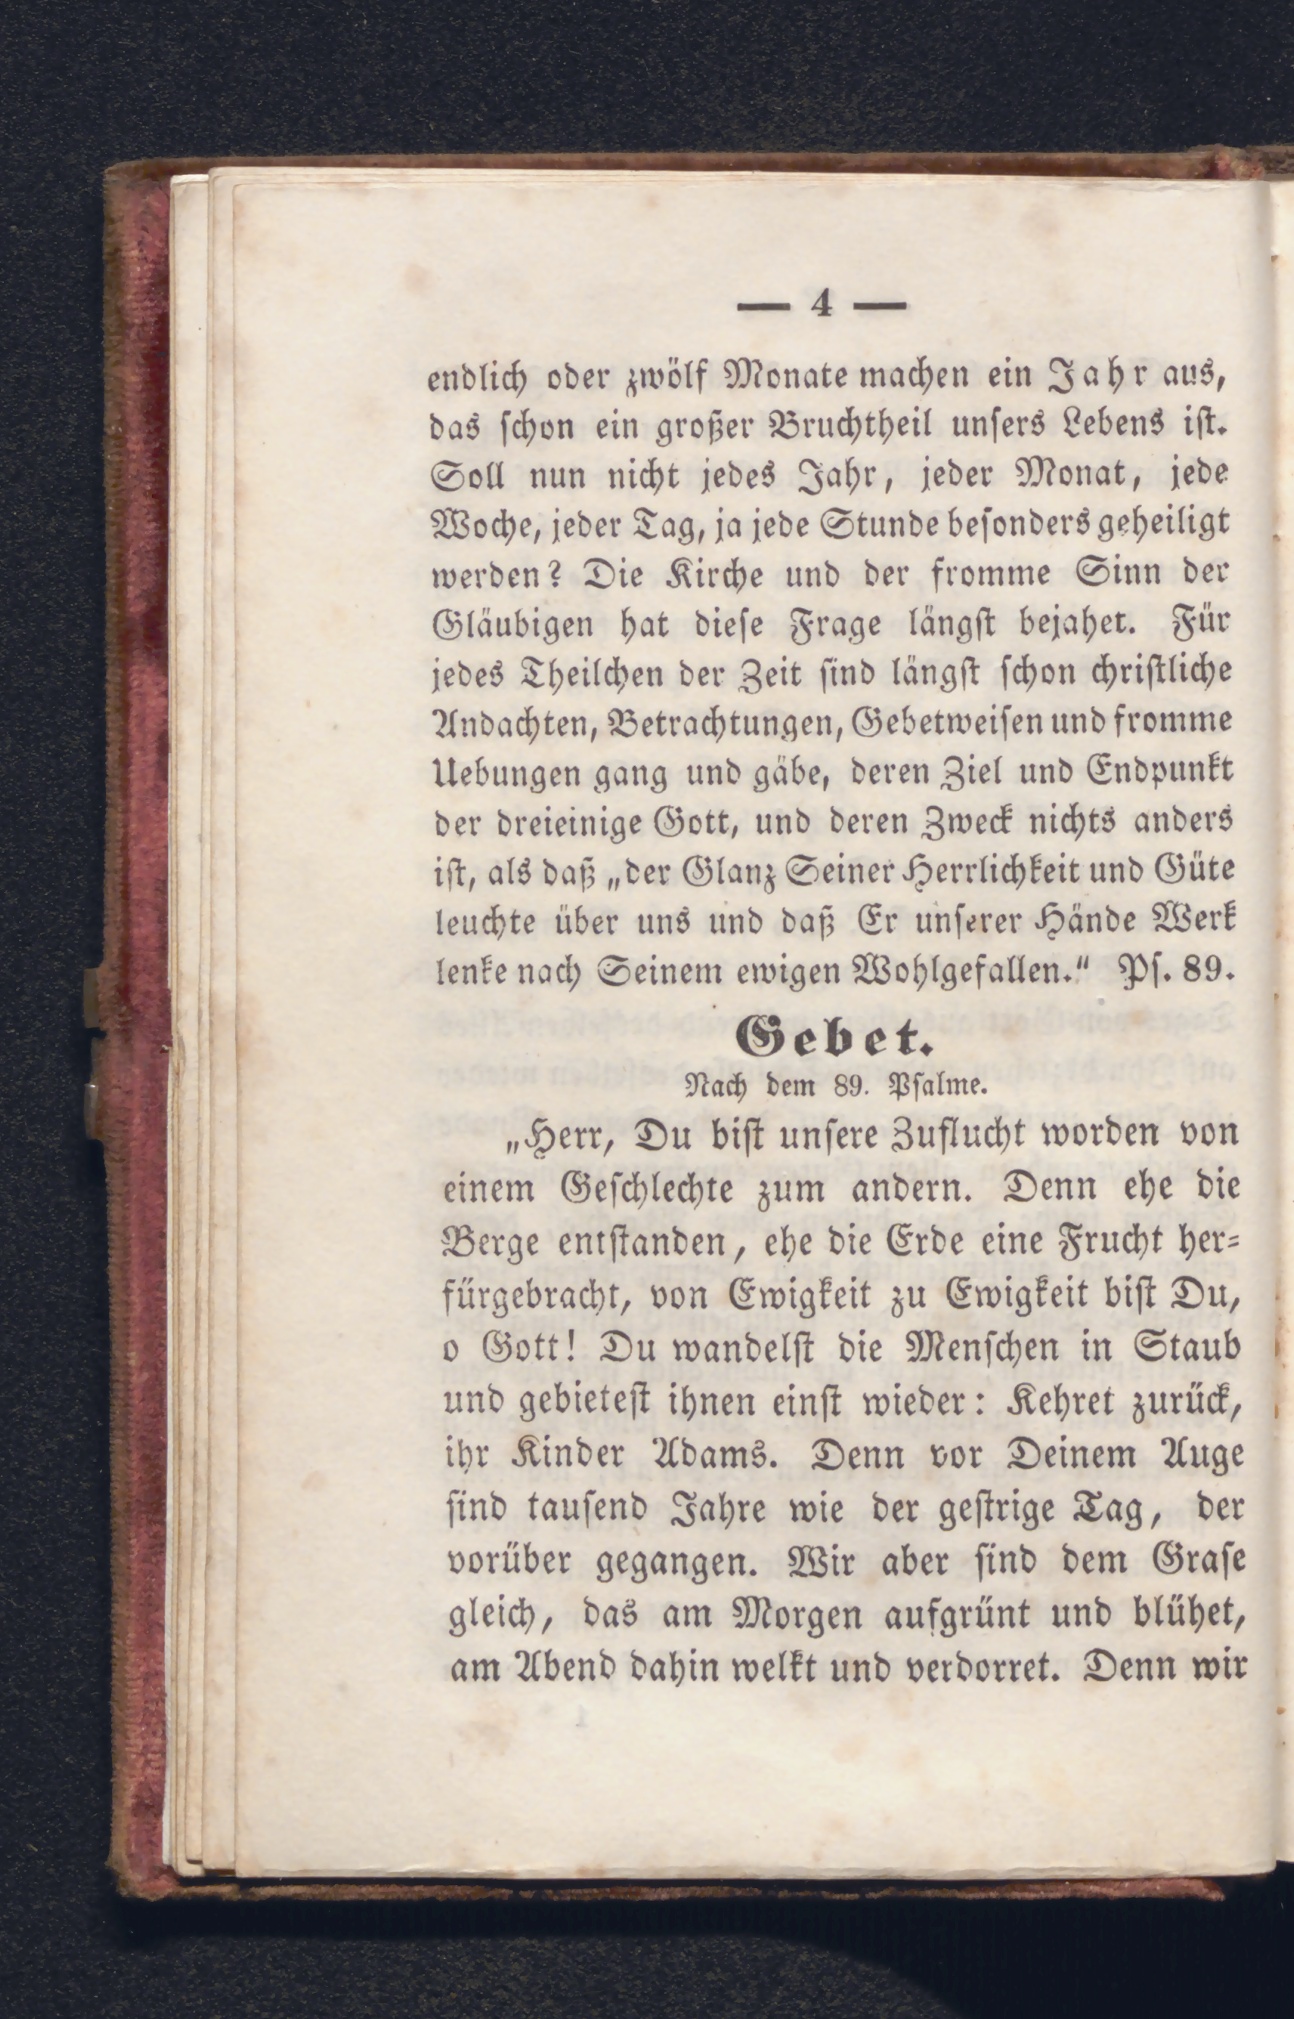 — 4 —
endlich oder zwölf Monate machen ein Jahr aus,
das schon ein großer Bruchtheil unsers Lebens ist.
Soll nun nicht jedes Jahr, jeder Monat, jede
Woche, jeder Tag, ja jede Stunde besonders geheiligt
werden? Die Kirche und der fromme Sinn der
Gläubigen hat diese Frage längst bejahet. Für
jedes Theilchen der Zeit sind längst schon christliche
Andachten, Betrachtungen, Gebetweisen und fromme
Uebungen gang und gäbe, deren Ziel und Endpunkt
der dreieinige Gott, und deren Zweck nichts anders
ist, als daß „der Glanz Seiner Herrlichkeit und Güte
leuchte über uns und daß Er unserer Hände Werk
lenke nach Seinem ewigen Wohlgefallen." Ps. 89.
Gebet.
Nach dem 89. Psalme.
„Herr, Du bist unsere Zuflucht worden von
einem Geschlechte zum andern. Denn ehe die
Berge entstanden, ehe die Erde eine Frucht her-
fürgebracht, von Ewigkeit zu Ewigkeit bist Du,
o Gott! Du wandelst die Menschen in Staub
und gebietest ihnen einst wieder: Kehret zurück,
ihr Kinder Adams. Denn vor Deinem Auge
sind tausend Jahre wie der gestrige Tag, der
vorüber gegangen. Wir aber sind dem Grase
gleich, das am Morgen aufgrünt und blühet,
am Abend dahin welkt und verdorret. Denn wir